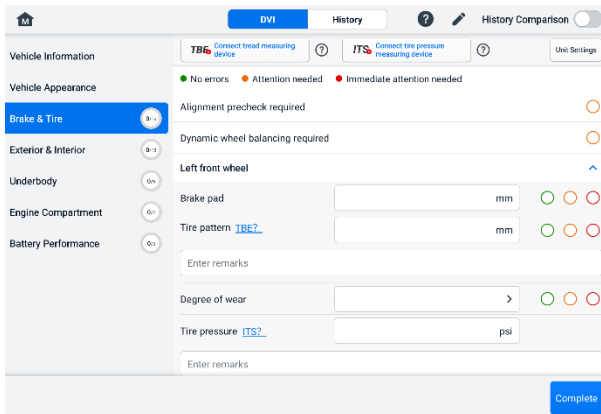 M
DVI
History
?
History Comparison
Vehicle Information
Vehicle Appearance
Brake & Tire
Exterior & Interior
Underbody
Engine Compartment
Battery Performance
TBE Connect tread measuring device
?
ITS Connect tire pressure measuring device
?
Unit Settings
No errors
Attention needed
Immediate attention needed
Alignment precheck required
Dynamic wheel balancing required
Left front wheel
Brake pad
mm
Tire pattern TBE?
mm
Enter remarks
Degree of wear
Tire pressure ITS?
psi
Enter remarks
Complete